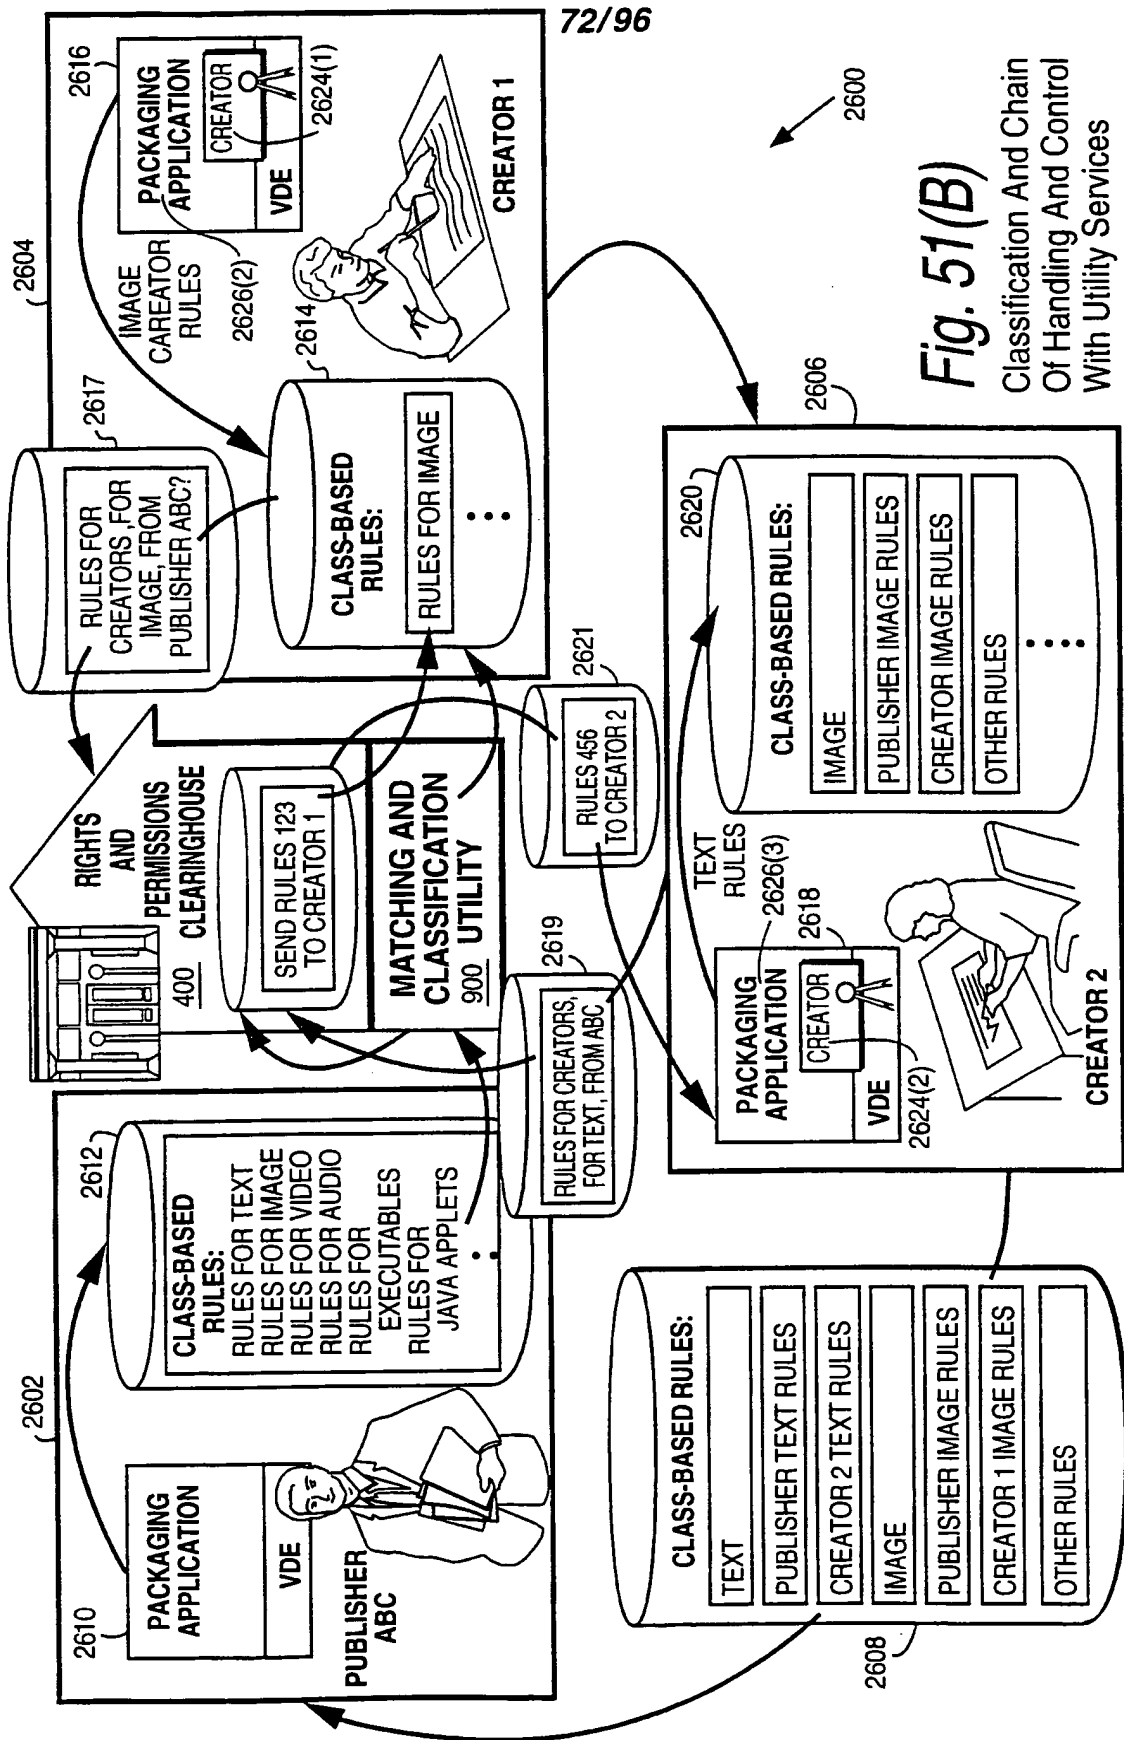 72/96
2602
2610
PACKAGING
APPLICATION
VDE
PUBLISHER
ABC
2612
CLASS-BASED
RULES:
RULES FOR TEXT
RULES FOR IMAGE
RULES FOR VIDEO
RULES FOR AUDIO
RULES FOR
EXECUTABLES
RULES FOR
JAVA APPLETS
RIGHTS
AND
PERMISSIONS
CLEARINGHOUSE
400
SEND RULES 123
TO CREATOR 1
MATCHING AND
CLASSIFICATION
UTILITY
900
2617
RULES FOR
CREATORS ,FOR
IMAGE, FROM
PUBLISHER ABC?
2604
IMAGE
CAREATOR
RULES
2616
PACKAGING
APPLICATION
CREATOR
VDE
2624(1)
2626(2)
2614
CLASS-BASED
RULES:
RULES FOR IMAGE
CREATOR 1
2619
RULES FOR CREATORS,
FOR TEXT, FROM ABC
2621
RULES 456
TO CREATOR 2
2608
CLASS-BASED RULES:
TEXT
PUBLISHER TEXT RULES
CREATOR 2 TEXT RULES
IMAGE
PUBLISHER IMAGE RULES
CREATOR 1 IMAGE RULES
OTHER RULES
2606
PACKAGING
APPLICATION
CREATOR
VDE
2624(2)
2618
2626(3)
TEXT
RULES
CREATOR 2
2620
CLASS-BASED RULES:
IMAGE
PUBLISHER IMAGE RULES
CREATOR IMAGE RULES
OTHER RULES
2600
Fig. 51(B)
Classification And Chain
Of Handling And Control
With Utility Services